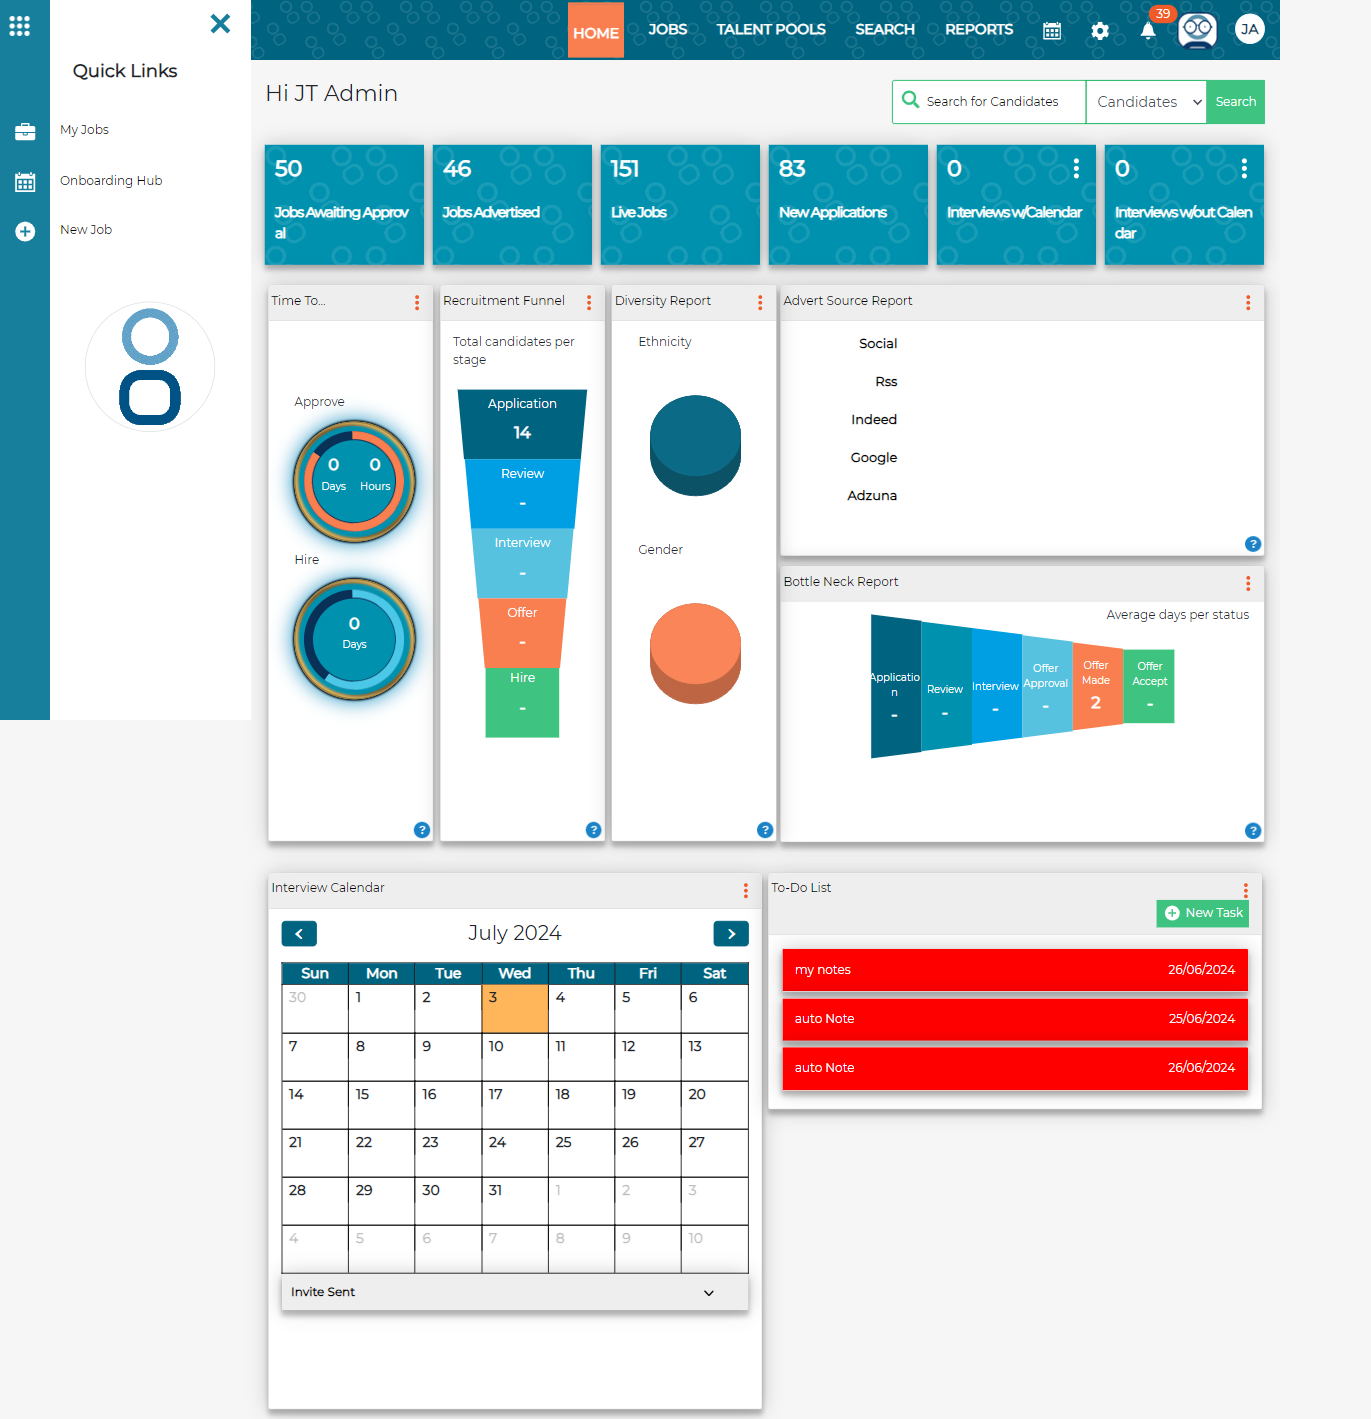 Quick Links
My Jobs
Onboarding Hub
New Job
HOME
JOBS
TALENT POOLS
SEARCH
REPORTS
39
JA
Hi JT Admin
Search for Candidates
Candidates
Search
50
Jobs Awaiting Approv
al
46
Jobs Advertised
151
Live Jobs
83
New Applications
0
Interviews w/Calendar
0
Interviews w/out Calen
dar
Time To...
Approve
0 0
Days Hours
Hire
0
Days
?
Recruitment Funnel
Total candidates per
stage
Application
14
Review
-
Interview
-
Offer
-
Hire
-
?
Diversity Report
Ethnicity
Gender
?
Advert Source Report
Social
Rss
Indeed
Google
Adzuna
?
Bottle Neck Report
Average days per status
Applicatio
n
-
Review
-
Interview
-
Offer
Approval
-
Offer
Made
2
Offer
Accept
-
?
Interview Calendar
July 2024
Sun Mon Tue Wed Thu Fri Sat
30 1 2 3 4 5 6
7 8 9 10 11 12 13
14 15 16 17 18 19 20
21 22 23 24 25 26 27
28 29 30 31 1 2 3
4 5 6 7 8 9 10
Invite Sent
To-Do List
New Task
my notes 26/06/2024
auto Note 25/06/2024
auto Note 26/06/2024